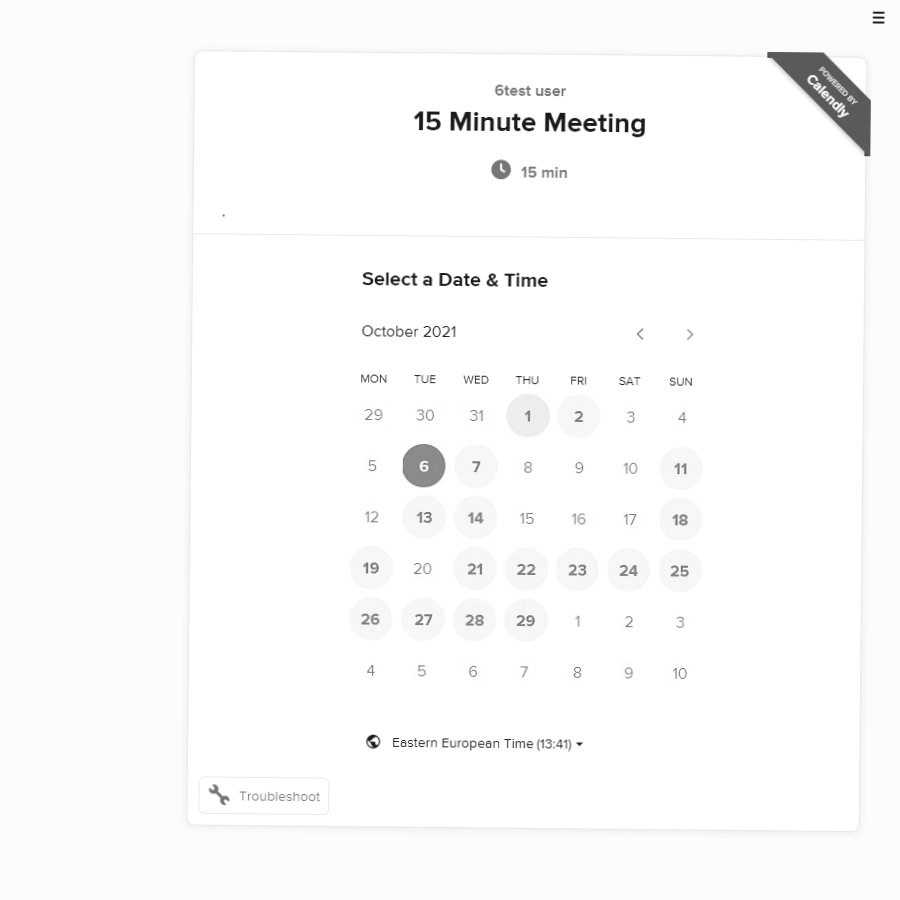 POWERED BY
Calendly
6test user
15 Minute Meeting
15 min
.
Select a Date & Time
October 2021
MON TUE WED THU FRI SAT SUN
29 30 31 1 2 3 4
5 6 7 8 9 10 11
12 13 14 15 16 17 18
19 20 21 22 23 24 25
26 27 28 29 1 2 3
4 5 6 7 8 9 10
Eastern European Time (13:41)
Troubleshoot